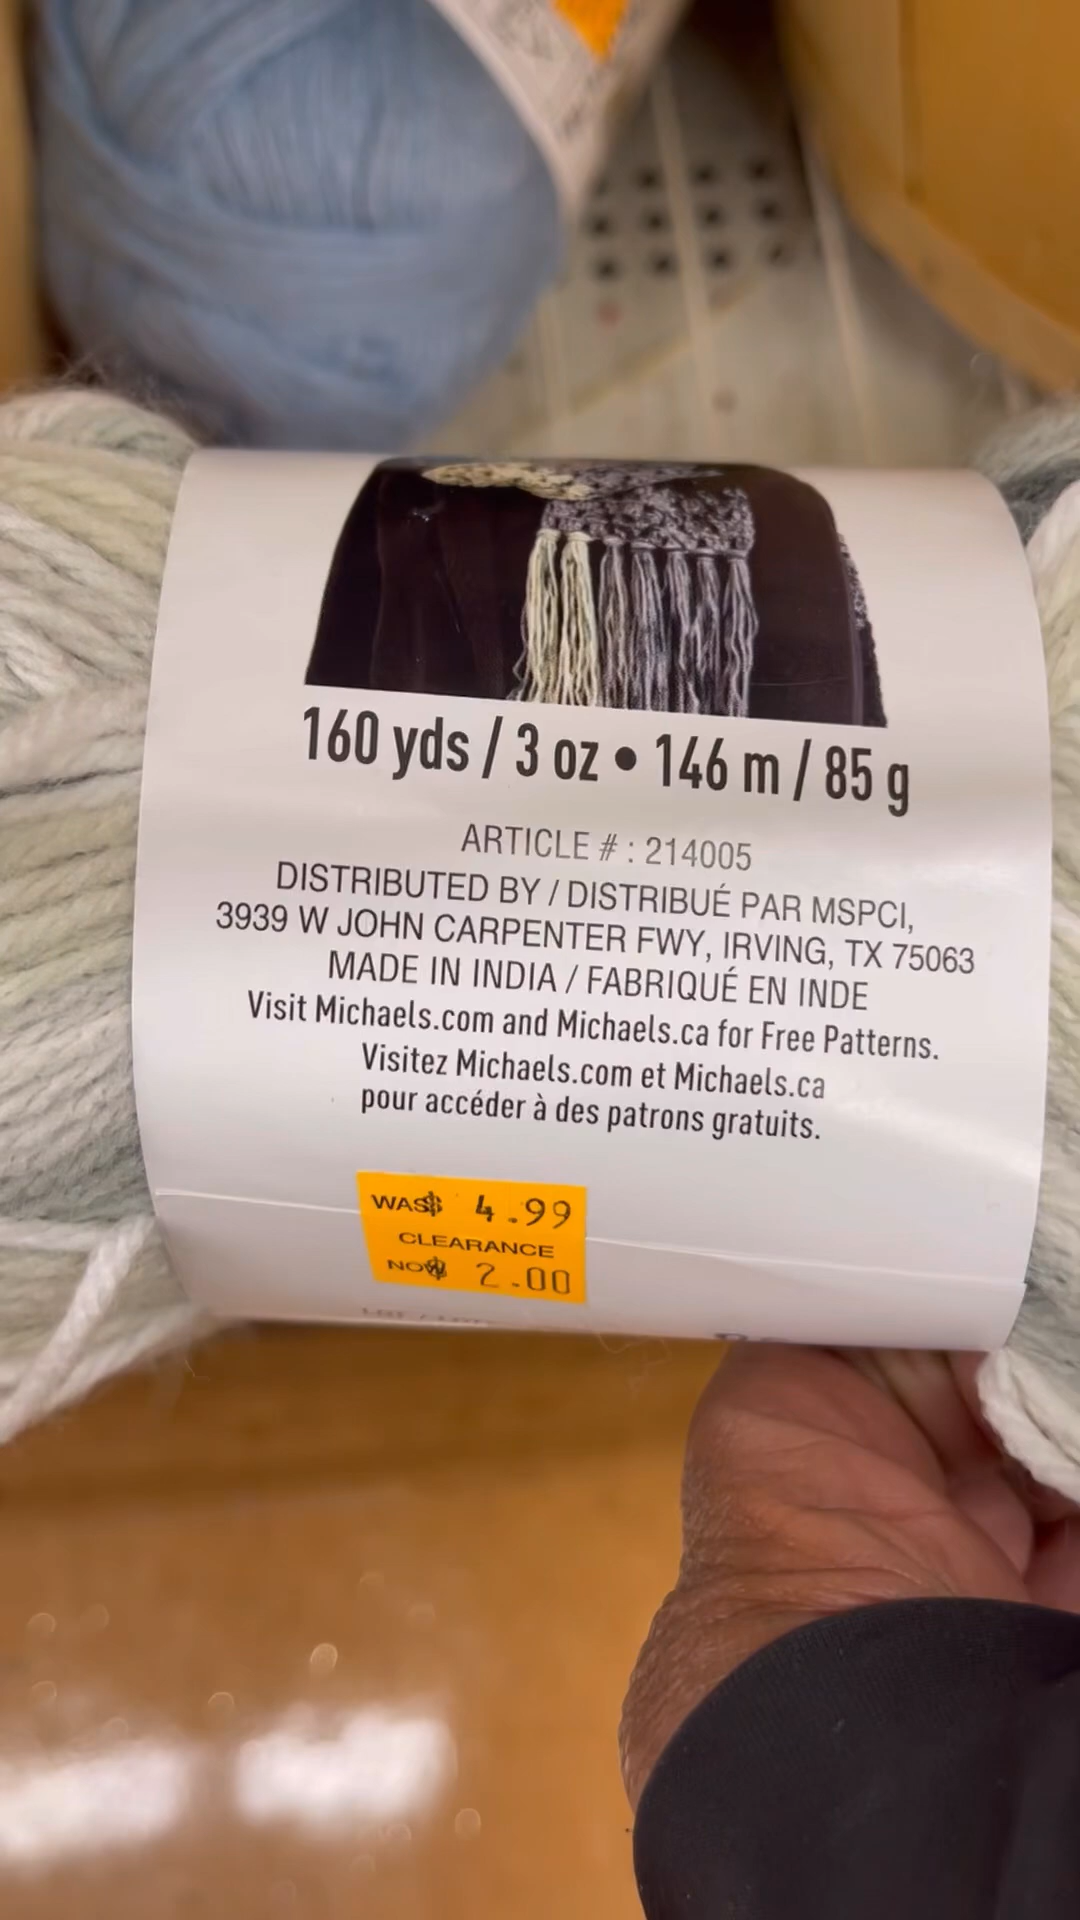 160 yds / 3 oz • 146 m / 85 g
ARTICLE # : 214005
DISTRIBUTED BY / DISTRIBUÉ PAR MSPCI,
3939 W JOHN CARPENTER FWY, IRVING, TX 75063
MADE IN INDIA / FABRIQUÉ EN INDE
Visit Michaels.com and Michaels.ca for Free Patterns.
Visitez Michaels.com et Michaels.ca
pour accéder à des patrons gratuits.
WAS$ 4.99
CLEARANCE
NOW 2.00